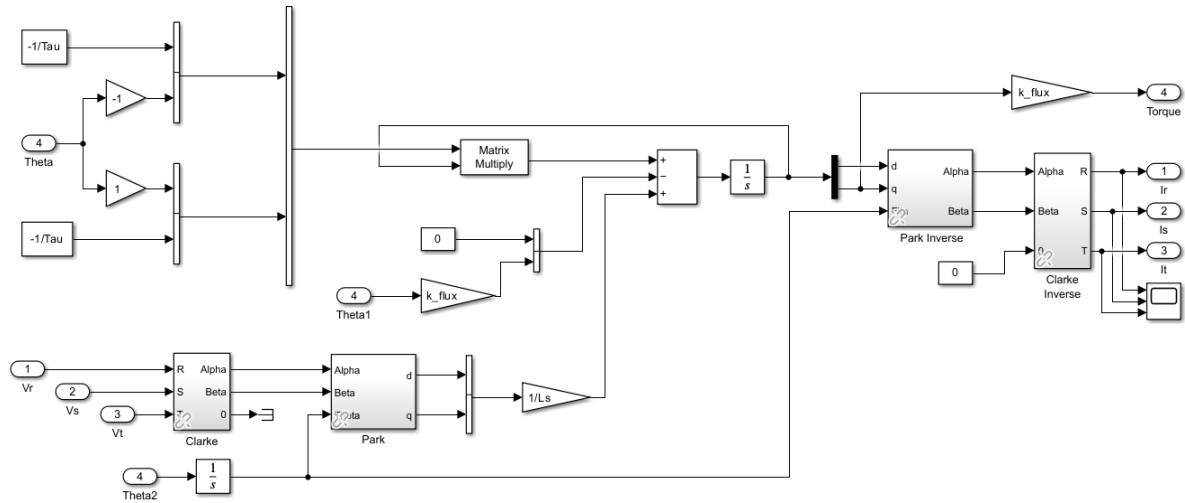 -1/Tau
-1
4
Theta
1
-1/Tau
Matrix
Multiply
+
−
+
1
s
0
4
Theta1
k_flux
k_flux
4
Torque
d
q
Alpha
Beta
Park Inverse
Alpha
Beta
0
R
S
T
Clarke
Inverse
0
1
Ir
2
Is
3
It
1
Vr
2
Vs
3
Vt
R
S
Alpha
Beta
0
Clarke
Alpha
Beta
d
q
Park
1/Ls
4
Theta2
1
s